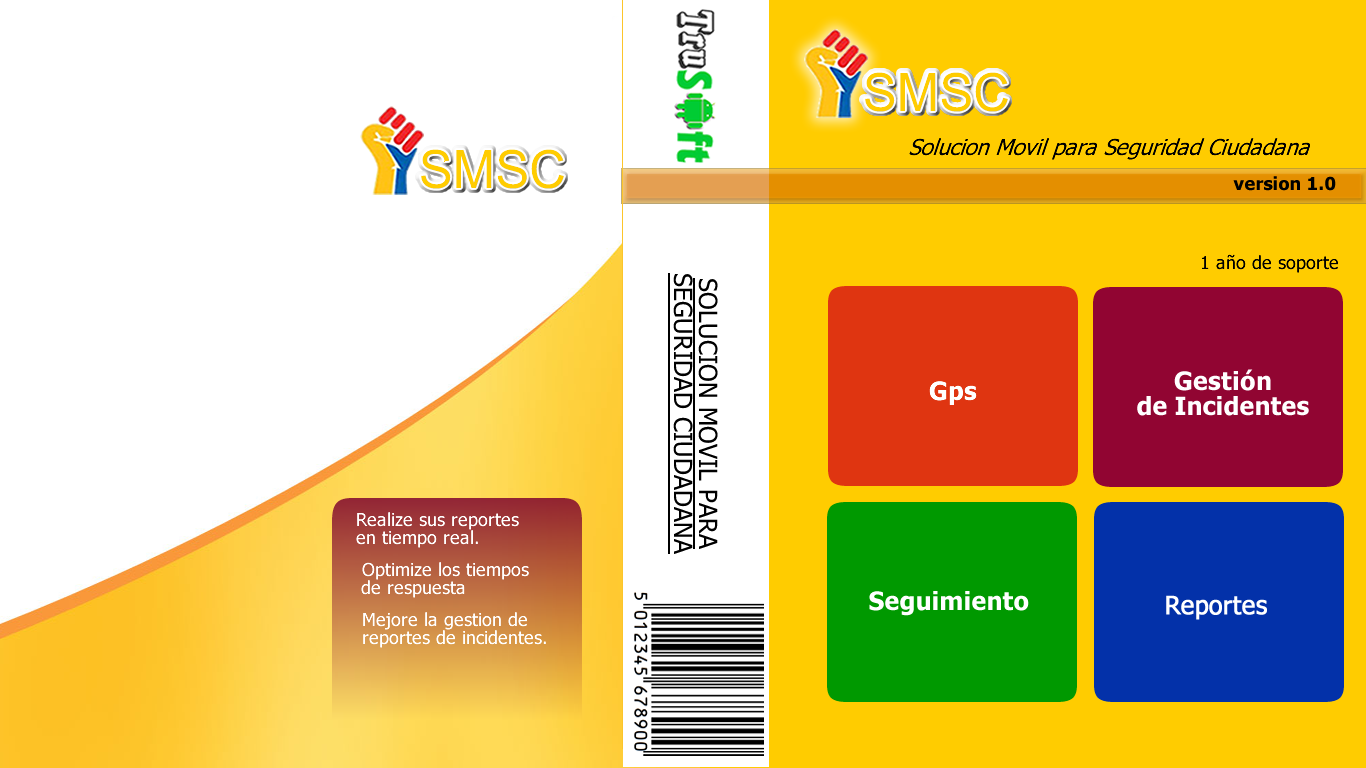 SMSC
Realize sus reportes
en tiempo real.
Optimize los tiempos
de respuesta
Mejore la gestion de
reportes de incidentes.
TruSoft
SOLUCION MOVIL PARA
SEGURIDAD CIUDADANA
5 012345 678900
SMSC
Solucion Movil para Seguridad Ciudadana
version 1.0
1 año de soporte
Gps
Gestión
de Incidentes
Seguimiento
Reportes